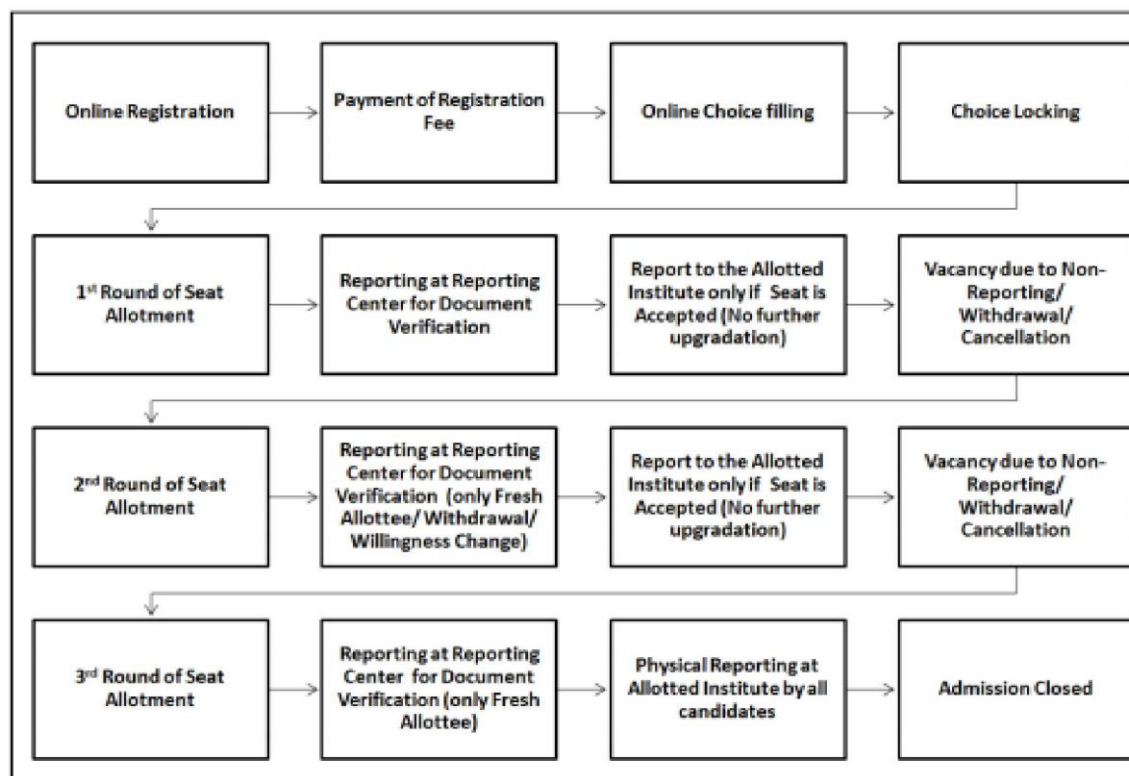 Online Registration
Payment of Registration
Fee
Online Choice filling
Choice Locking
1st Round of Seat
Allotment
Reporting at Reporting
Center for Document
Verification
Report to the Allotted
Institute only if Seat is
Accepted (No further
upgradation)
Vacancy due to Non-
Reporting/
Withdrawal/
Cancellation
2nd Round of Seat
Allotment
Reporting at Reporting
Center for Document
Verification (only Fresh
Allottee/ Withdrawal/
Willingness Change)
Report to the Allotted
Institute only if Seat is
Accepted (No further
upgradation)
Vacancy due to Non-
Reporting/
Withdrawal/
Cancellation
3rd Round of Seat
Allotment
Reporting at Reporting
Center for Document
Verification (only Fresh
Allottee)
Physical Reporting at
Allotted Institute by all
candidates
Admission Closed